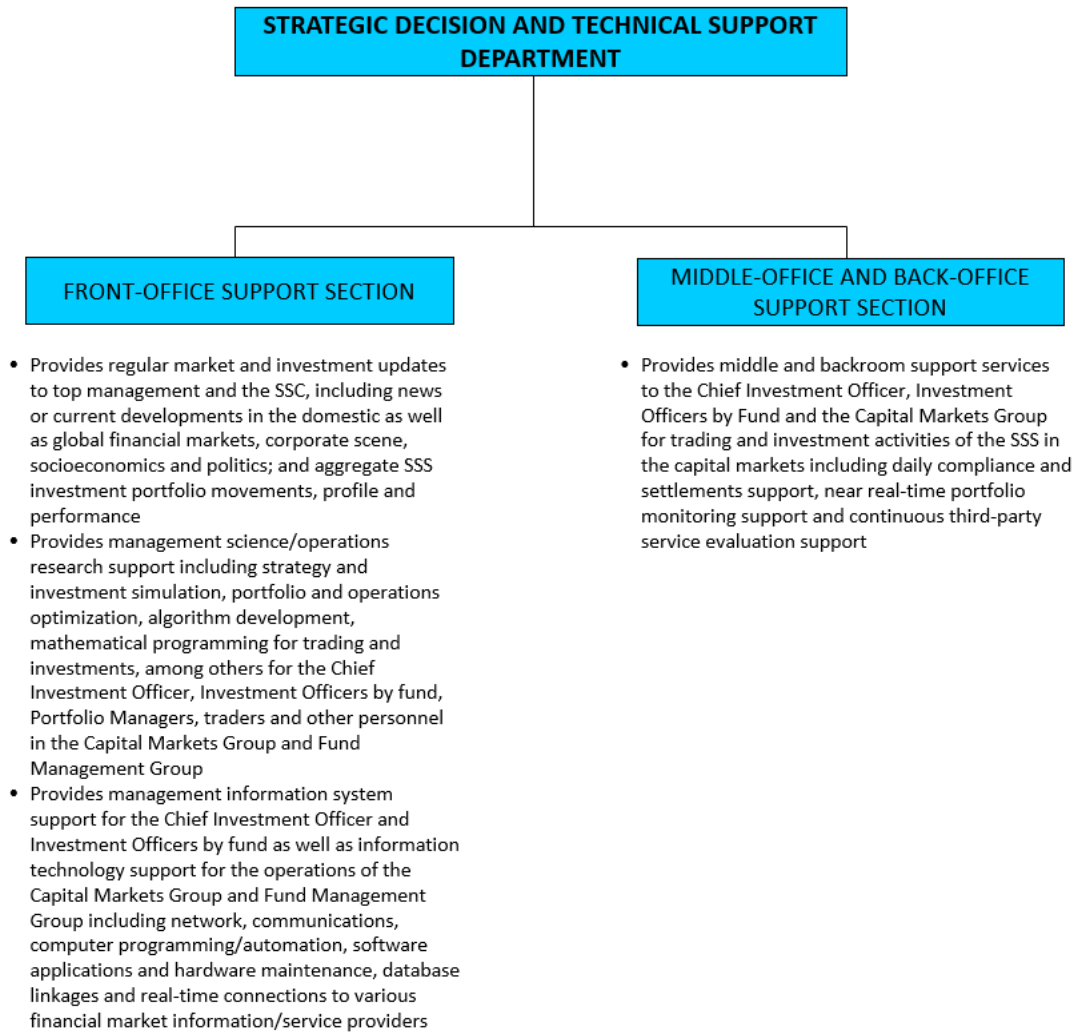 STRATEGIC DECISION AND TECHNICAL SUPPORT
DEPARTMENT
FRONT-OFFICE SUPPORT SECTION
• Provides regular market and investment updates
to top management and the SSC, including news
or current developments in the domestic as well
as global financial markets, corporate scene,
socioeconomics and politics; and aggregate SSS
investment portfolio movements, profile and
performance
• Provides management science/operations
research support including strategy and
investment simulation, portfolio and operations
optimization, algorithm development,
mathematical programming for trading and
investments, among others for the Chief
Investment Officer, Investment Officers by fund,
Portfolio Managers, traders and other personnel
in the Capital Markets Group and Fund
Management Group
• Provides management information system
support for the Chief Investment Officer and
Investment Officers by fund as well as information
technology support for the operations of the
Capital Markets Group and Fund Management
Group including network, communications,
computer programming/automation, software
applications and hardware maintenance, database
linkages and real-time connections to various
financial market information/service providers
MIDDLE-OFFICE AND BACK-OFFICE
SUPPORT SECTION
• Provides middle and backroom support services
to the Chief Investment Officer, Investment
Officers by Fund and the Capital Markets Group
for trading and investment activities of the SSS in
the capital markets including daily compliance and
settlements support, near real-time portfolio
monitoring support and continuous third-party
service evaluation support